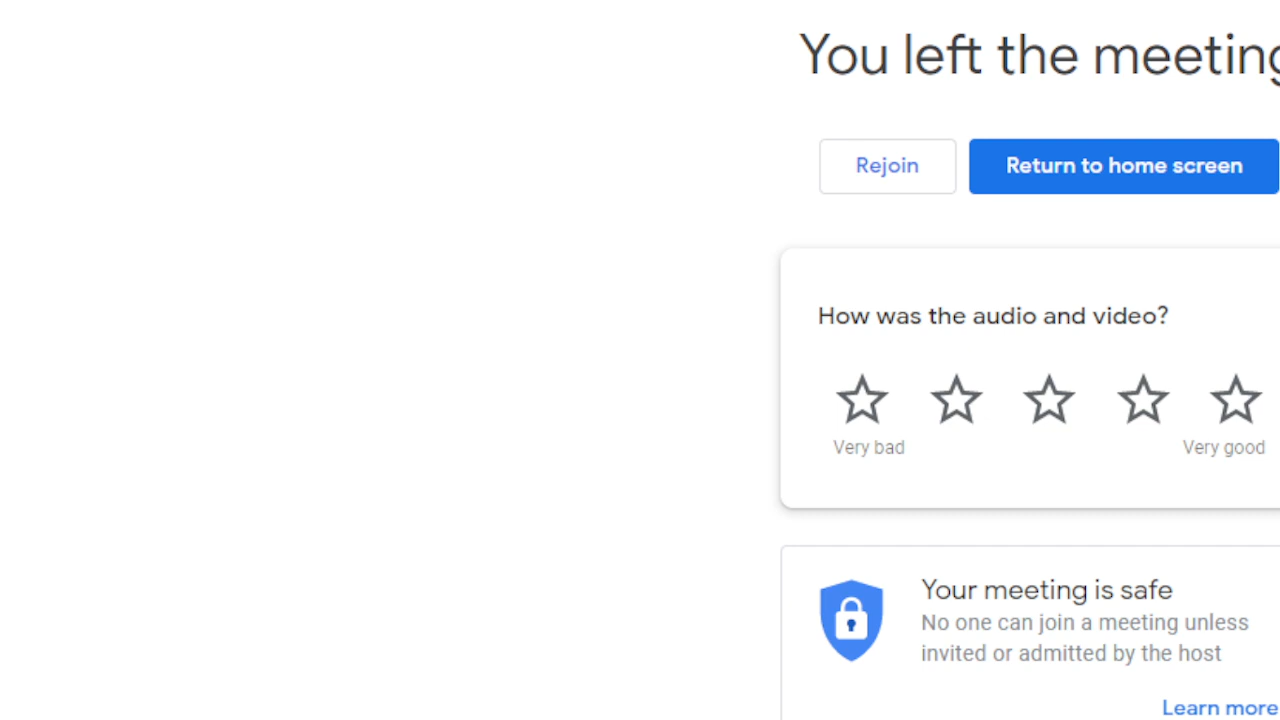 You left the meeting
Rejoin Return to home screen
How was the audio and video?
Very bad Very good
Your meeting is safe
No one can join a meeting unless
invited or admitted by the host
Learn more